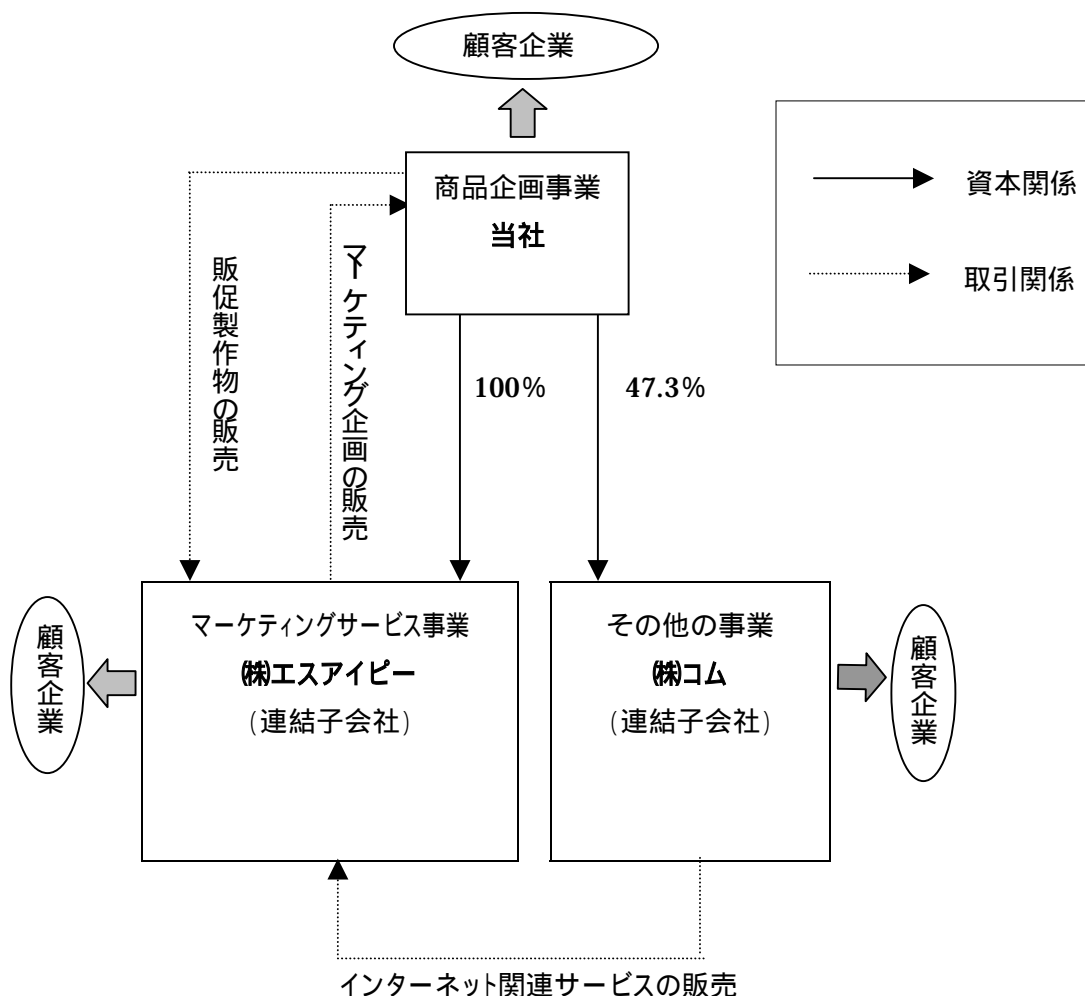 顧客企業
商品企画事業
当社
資本関係
取引関係
販促製作物の販売
マーケティング企画の販売
100%
47.3%
マーケティングサービス事業
㈱エスアイピー
(連結子会社)
その他の事業
㈱コム
(連結子会社)
顧客企業
顧客企業
インターネット関連サービスの販売